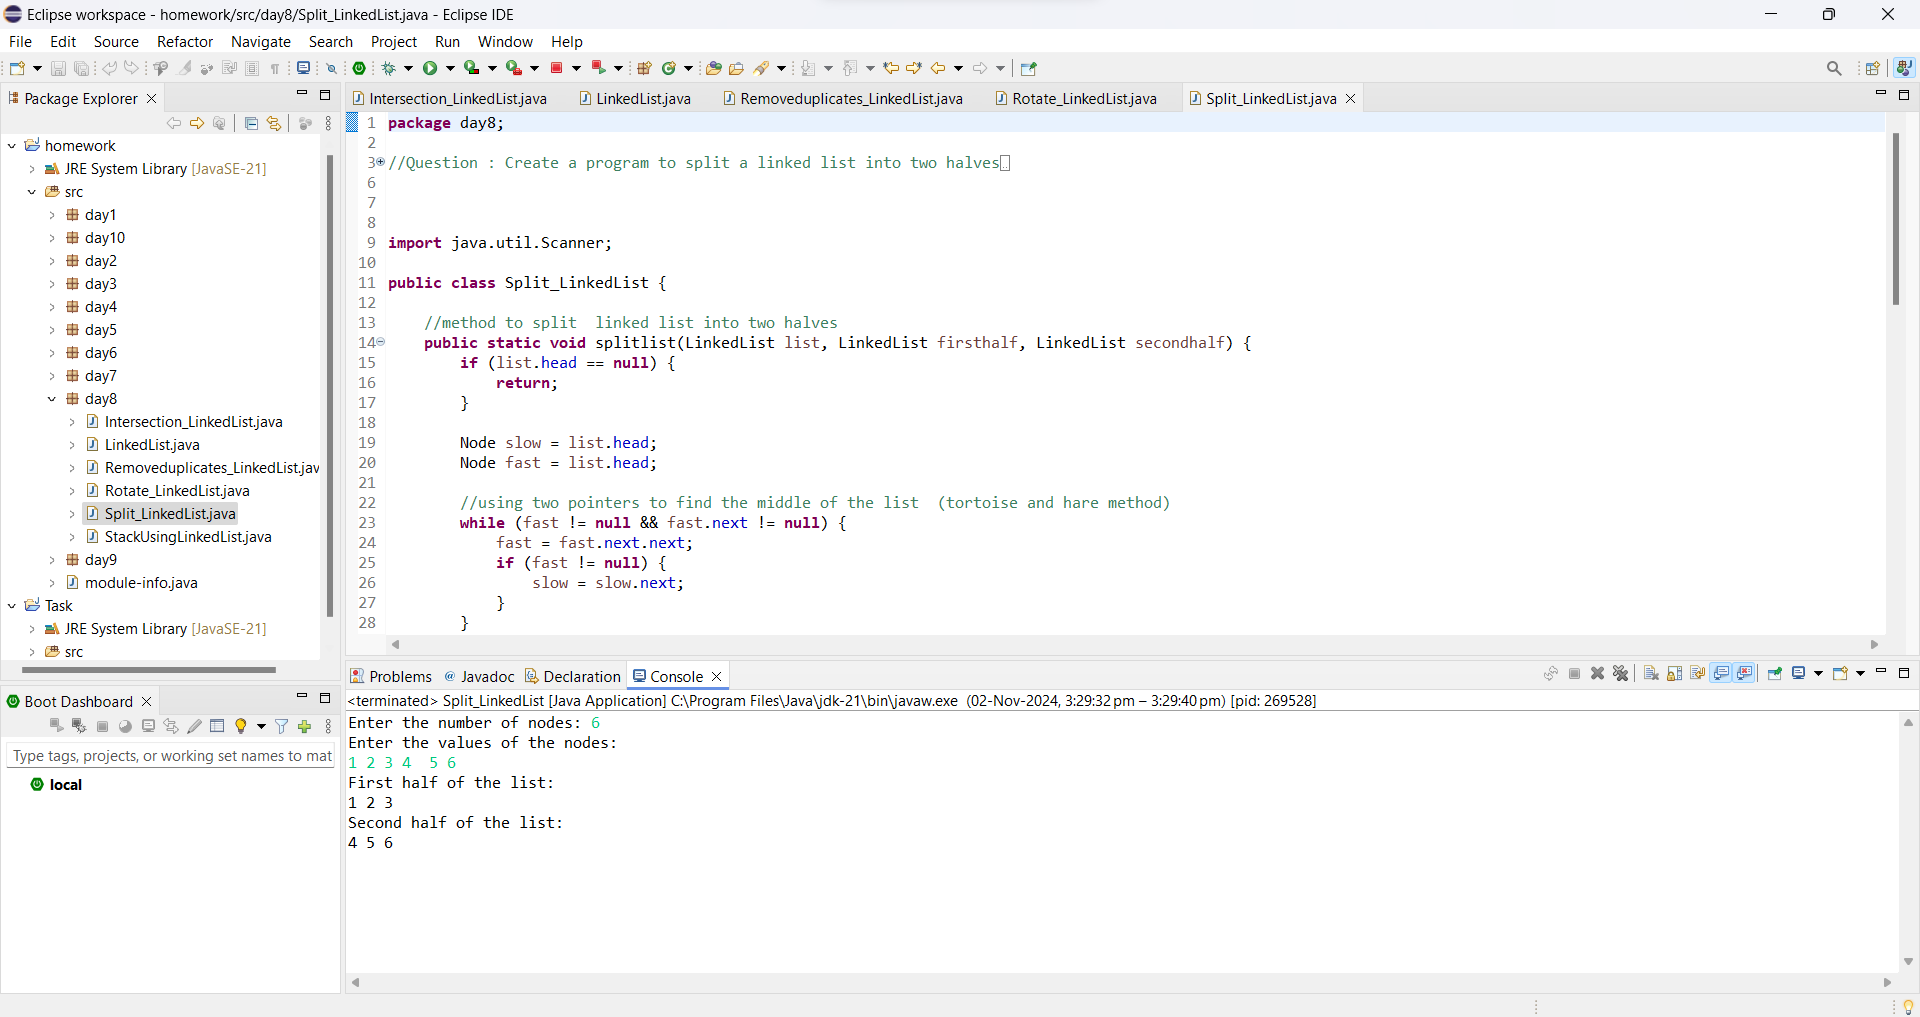 Eclipse workspace - homework/src/day8/Split_LinkedList.java - Eclipse IDE
File Edit Source Refactor Navigate Search Project Run Window Help
Package Explorer
homework
JRE System Library [JavaSE-21]
src
day1
day10
day2
day3
day4
day5
day6
day7
day8
Intersection_LinkedList.java
LinkedList.java
Removeduplicates_LinkedList.jav
Rotate_LinkedList.java
Split_LinkedList.java
StackUsingLinkedList.java
day9
module-info.java
Task
JRE System Library [JavaSE-21]
src
Boot Dashboard
Type tags, projects, or working set names to mat
local
Intersection_LinkedList.java LinkedList.java Removeduplicates_LinkedList.java Rotate_LinkedList.java Split_LinkedList.java
1 package day8;
2
3 //Question : Create a program to split a linked list into two halves
6
7
8
9 import java.util.Scanner;
10
11 public class Split_LinkedList {
12
13 //method to split  linked list into two halves
14 public static void splitlist(LinkedList list, LinkedList firsthalf, LinkedList secondhalf) {
15 if (list.head == null) {
16 return;
17 }
18
19 Node slow = list.head;
20 Node fast = list.head;
21
22 //using two pointers to find the middle of the list  (tortoise and hare method)
23 while (fast != null && fast.next != null) {
24 fast = fast.next.next;
25 if (fast != null) {
26 slow = slow.next;
27 }
28 }
Problems @ Javadoc Declaration Console
<terminated> Split_LinkedList [Java Application] C:\Program Files\Java\jdk-21\bin\javaw.exe (02-Nov-2024, 3:29:32 pm – 3:29:40 pm) [pid: 269528]
Enter the number of nodes: 6
Enter the values of the nodes:
1 2 3 4  5 6
First half of the list:
1 2 3
Second half of the list:
4 5 6